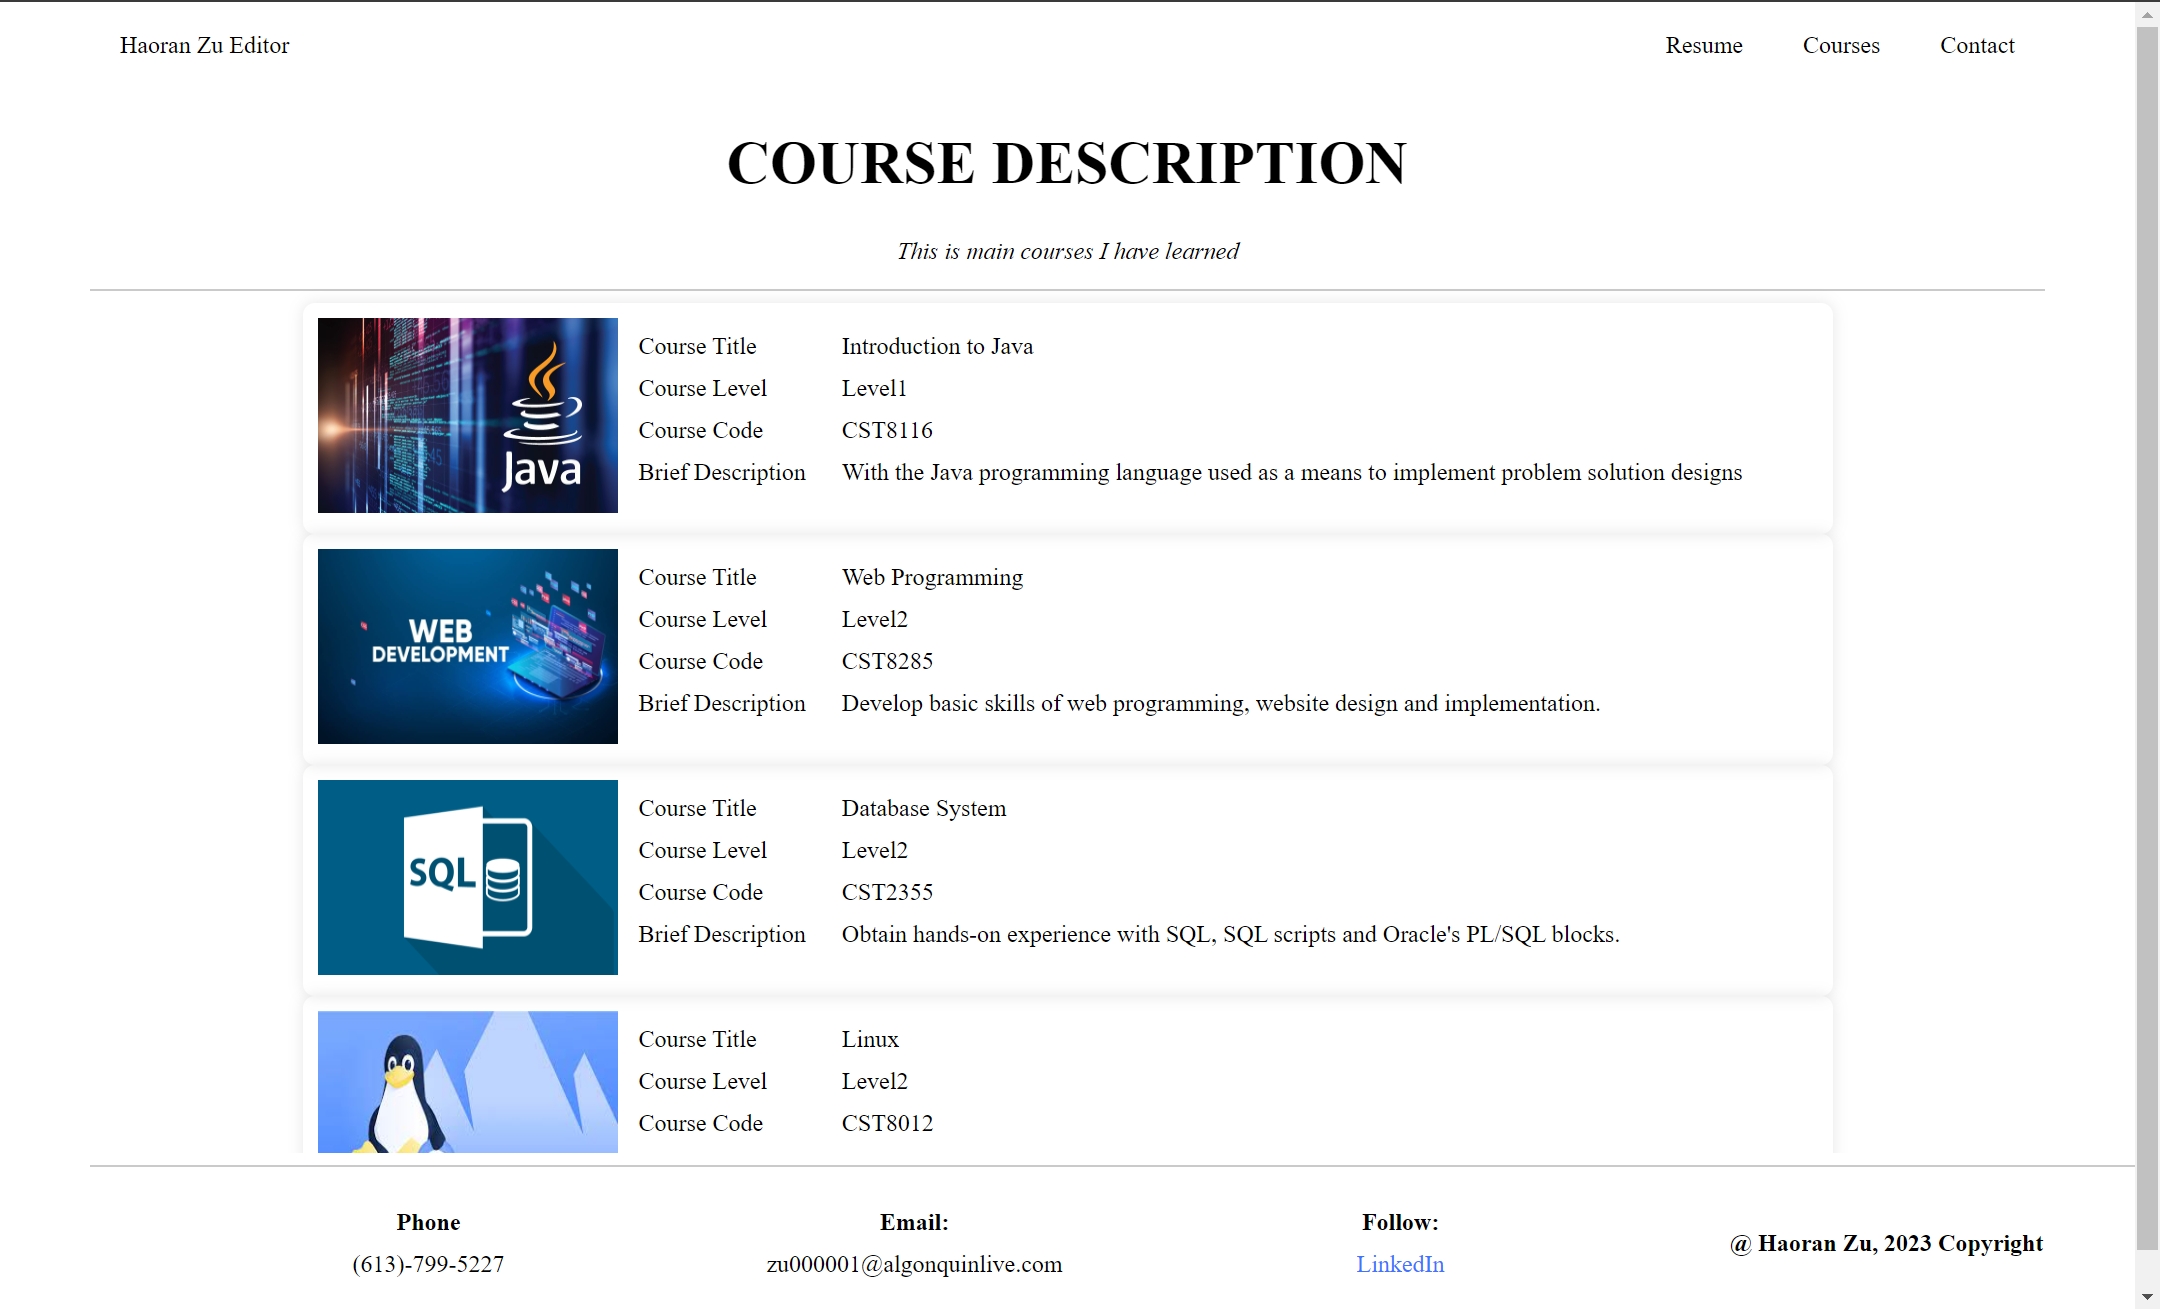 Haoran Zu Editor Resume Courses Contact
COURSE DESCRIPTION
This is main courses I have learned
Java
Course Title Introduction to Java
Course Level Level1
Course Code CST8116
Brief Description With the Java programming language used as a means to implement problem solution designs
WEB
DEVELOPMENT
Course Title Web Programming
Course Level Level2
Course Code CST8285
Brief Description Develop basic skills of web programming, website design and implementation.
SQL
Course Title Database System
Course Level Level2
Course Code CST2355
Brief Description Obtain hands-on experience with SQL, SQL scripts and Oracle's PL/SQL blocks.
Course Title Linux
Course Level Level2
Course Code CST8012
Phone
(613)-799-5227
Email:
zu000001@algonquinlive.com
Follow:
LinkedIn
@ Haoran Zu, 2023 Copyright